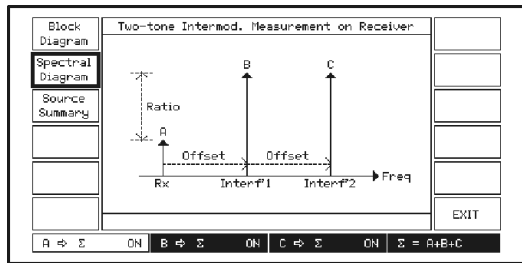 Block
Diagram
Two-tone Intermod. Measurement on Receiver
Spectral
Diagram
B
C
Source
Summary
Ratio
A
Offset
Offset
Freq
Rx
Interf'1
Interf'2
EXIT
A ⇨ Σ ON
B ⇨ Σ ON
C ⇨ Σ ON
Σ = A+B+C